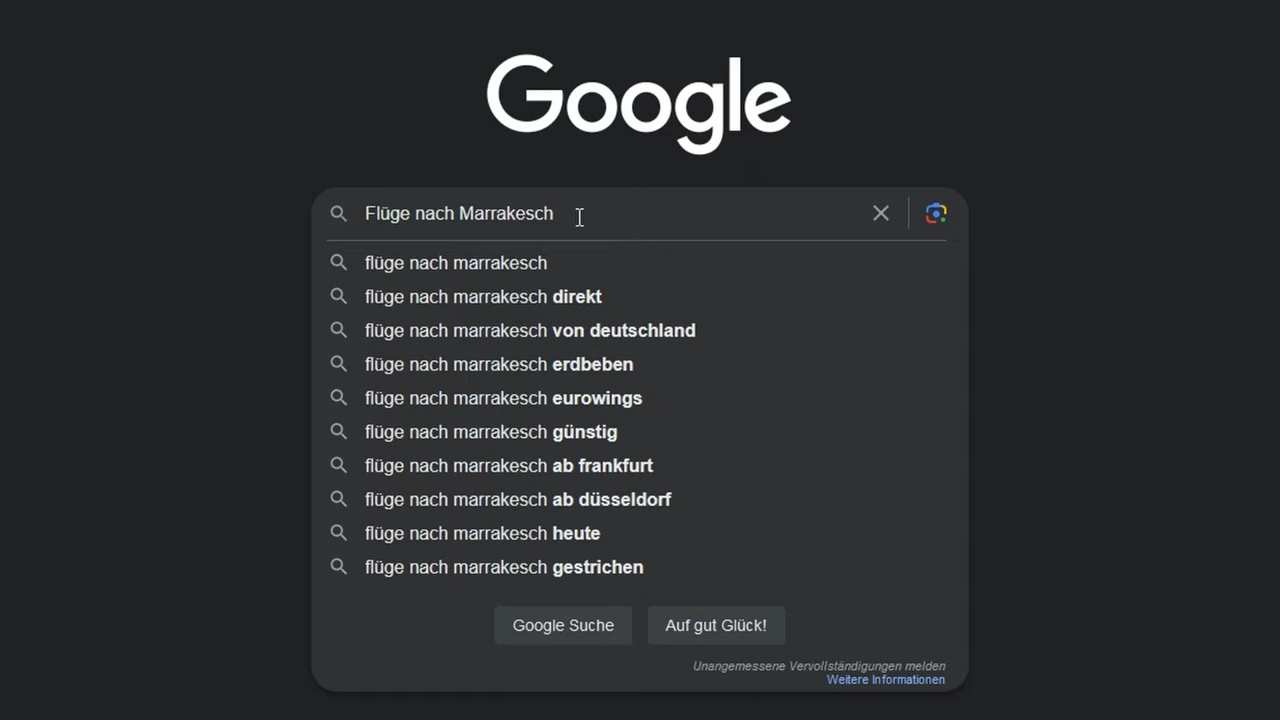 Google
Flüge nach Marrakesch
flüge nach marrakesch
flüge nach marrakesch direkt
flüge nach marrakesch von deutschland
flüge nach marrakesch erdbeben
flüge nach marrakesch eurowings
flüge nach marrakesch günstig
flüge nach marrakesch ab frankfurt
flüge nach marrakesch ab düsseldorf
flüge nach marrakesch heute
flüge nach marrakesch gestrichen
Google Suche Auf gut Glück!
Unangemessene Vervollständigungen melden
Weitere Informationen